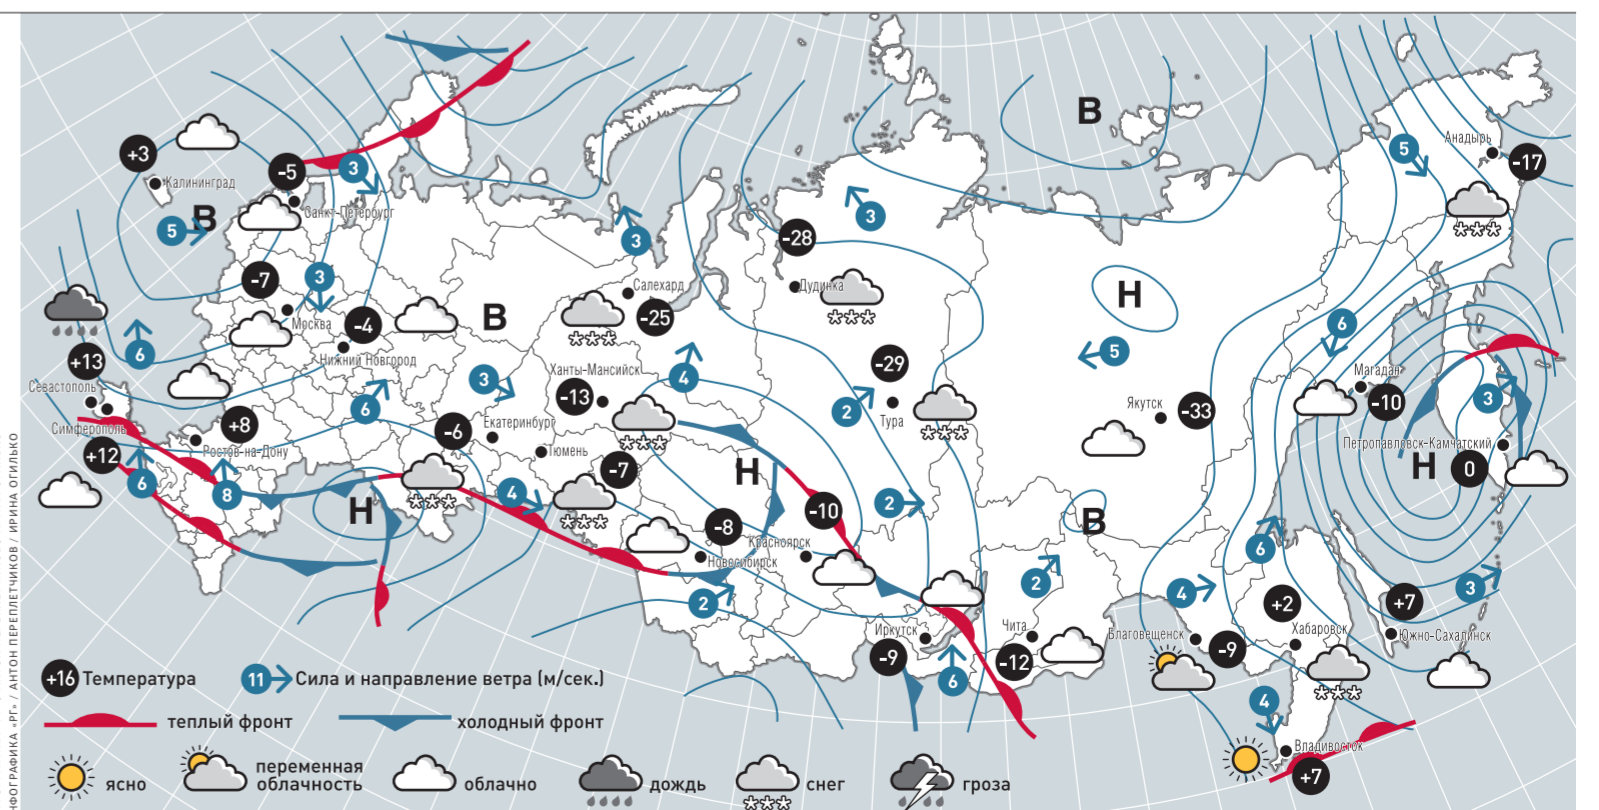 В
-5
3
+3
Калининград
Санкт-Петербург
5
В
-7
3
Москва
-4
Нижний Новгород
6
+13
Севастополь
Симферополь
+12
6
+8
Ростов-на-Дону
8
6
В
3
Екатеринбург
-6
Тюмень
-7
4
Н
3
Салехард
-25
Ханты-Мансийск
-13
4
-28
Дудинка
3
-29
Тура
2
Н
-10
2
-8
Новосибирск
Красноярск
2
Иркутск
-9
6
Чита
-12
2
В
Н
5
Якутск
-33
5
Анадырь
-17
6
Магадан
-10
3
Петропавловск-Камчатский
Н
0
6
4
+2
Хабаровск
Благовещенск
-9
4
Владивосток
+7
+7
Южно-Сахалинск
3
+16 Температура
11 Сила и направление ветра (м/сек.)
теплый фронт
холодный фронт
ясно
переменная
облачность
облачно
дождь
снег
гроза
НФОГРАФИКА «РГ» / АНТОН ПЕРЕПЛЕТЧИКОВ / ИРИНА ОГИЛЬКО